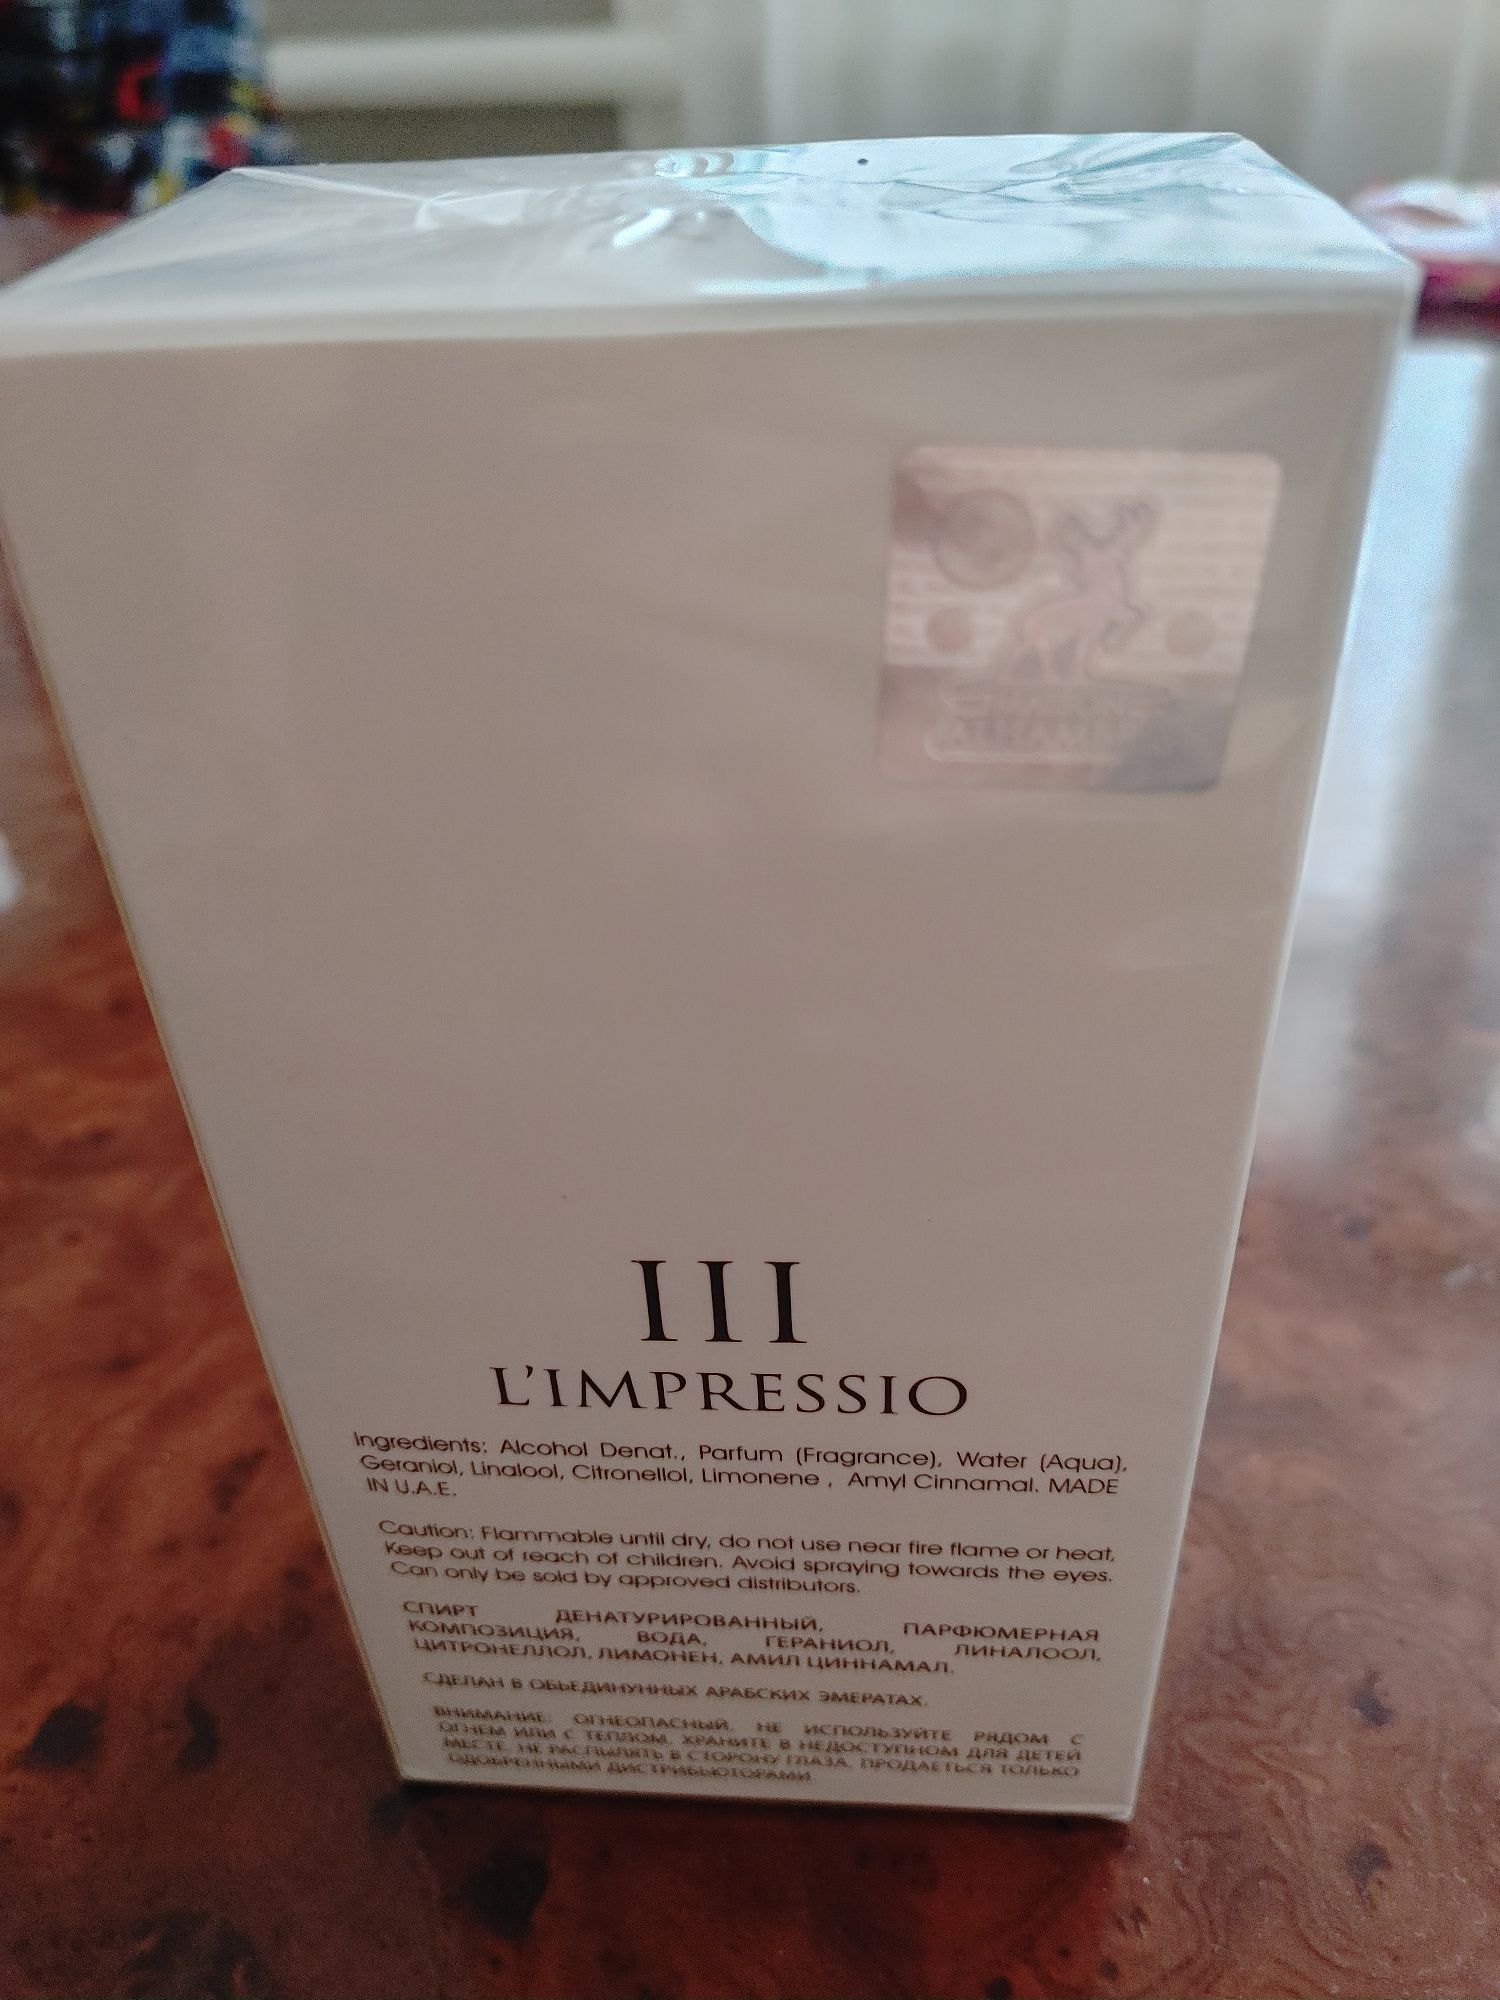 III
L'IMPRESSIO
Ingredients: Alcohol Denat., Parfum (Fragrance), Water (Aqua),
Geraniol, Linalool, Citronellol, Limonene , Amyl Cinnamal. MADE
IN U.A.E.
Caution: Flammable until dry, do not use near fire flame or heat.
Keep out of reach of children. Avoid spraying towards the eyes.
Can only be sold by approved distributors.
СПИРТ ДЕНАТУРИРОВАННЫЙ, ПАРФЮМЕРНАЯ
КОМПОЗИЦИЯ, ВОДА, ГЕРАНИОЛ, ЛИНАЛООЛ,
ЦИТРОНЕЛЛОЛ, ЛИМОНЕН, АМИЛ ЦИННАМАЛ.
СДЕЛАН В ОБЬЕДИНУННЫХ АРАБСКИХ ЭМЕРАТАХ.
ВНИМАНИЕ: ОГНЕОПАСНЫЙ. НЕ ИСПОЛЬЗУЙТЕ РЯДОМ С
ОГНЕМ ИЛИ С ТЕПЛОМ. ХРАНИТЕ В НЕДОСТУПНОМ ДЛЯ ДЕТЕЙ
МЕСТЕ. НЕ РАСПЫЛЯТЬ В СТОРОНУ ГЛАЗА. ПРОДАЕТЬСЯ ТОЛЬКО
ОДОБРЕННЫМИ ДИСТРИБЬЮТОРАМИ.